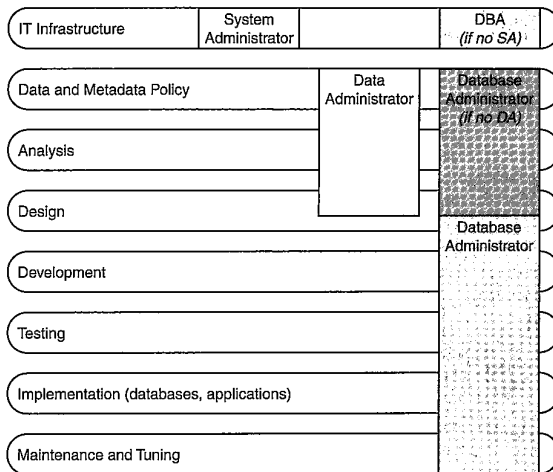 IT Infrastructure
System
Administrator
DBA
(if no SA)
Data and Metadata Policy
Data
Administrator
Database
Administrator
(if no DA)
Analysis
Design
Database
Administrator
Development
Testing
Implementation (databases, applications)
Maintenance and Tuning